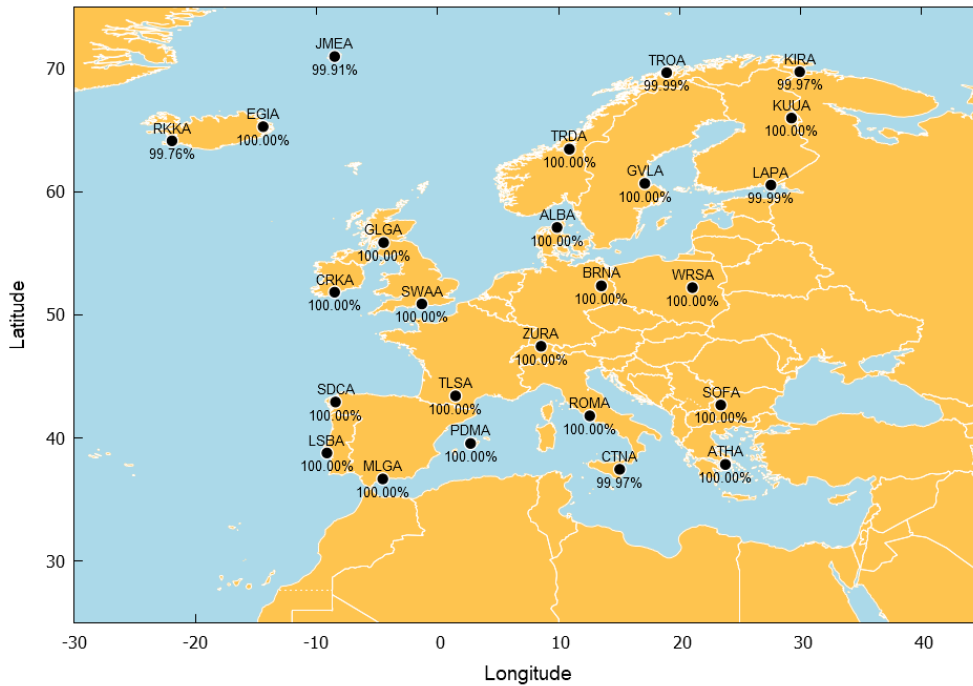 JMEA
99.91%
TROA
99.99%
KIRA
99.97%
KUUA
100.00%
EGIA
100.00%
RKKA
99.76%
TRDA
100.00%
GVLA
100.00%
LAPA
99.99%
ALBA
100.00%
GLGA
100.00%
CRKA
100.00%
SWAA
100.00%
BRNA
100.00%
WRSA
100.00%
ZURA
100.00%
SDCA
100.00%
TLSA
100.00%
ROMA
100.00%
SOFA
100.00%
LSBA
100.00%
PDMA
100.00%
MLGA
100.00%
CTNA
99.97%
ATHA
100.00%
70
60
50
40
30
Latitude
-30 -20 -10 0 10 20 30 40
Longitude